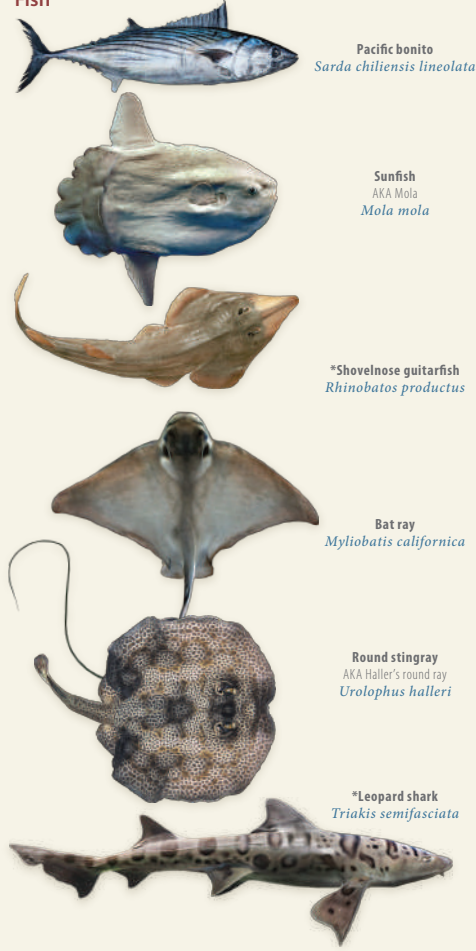 Fish
Pacific bonito
Sarda chiliensis lineolata
Sunfish
AKA Mola
Mola mola
*Shovelnose guitarfish
Rhinobatos productus
Bat ray
Myliobatis californica
Round stingray
AKA Haller's round ray
Urolophus halleri
*Leopard shark
Triakis semifasciata